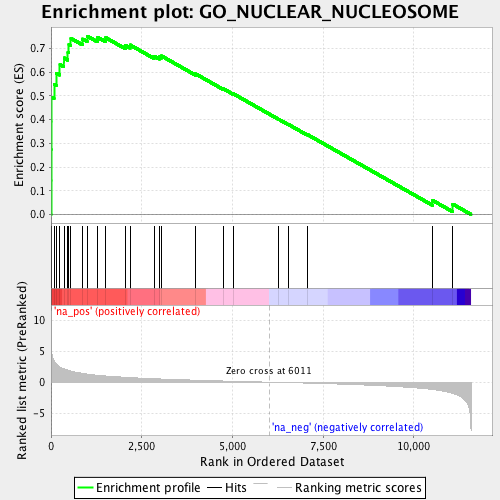 Enrichment plot: GO_NUCLEAR_NUCLEOSOME
Enrichment score (ES)
0.7
0.6
0.5
0.4
0.3
0.2
0.1
0.0
'na_pos' (positively correlated)
Ranked list metric (PreRanked)
10
5
0
-5
Zero cross at 6011
'na_neg' (negatively correlated)
0
2,500
5,000
7,500
10,000
Rank in Ordered Dataset
Enrichment profile
Hits
Ranking metric scores